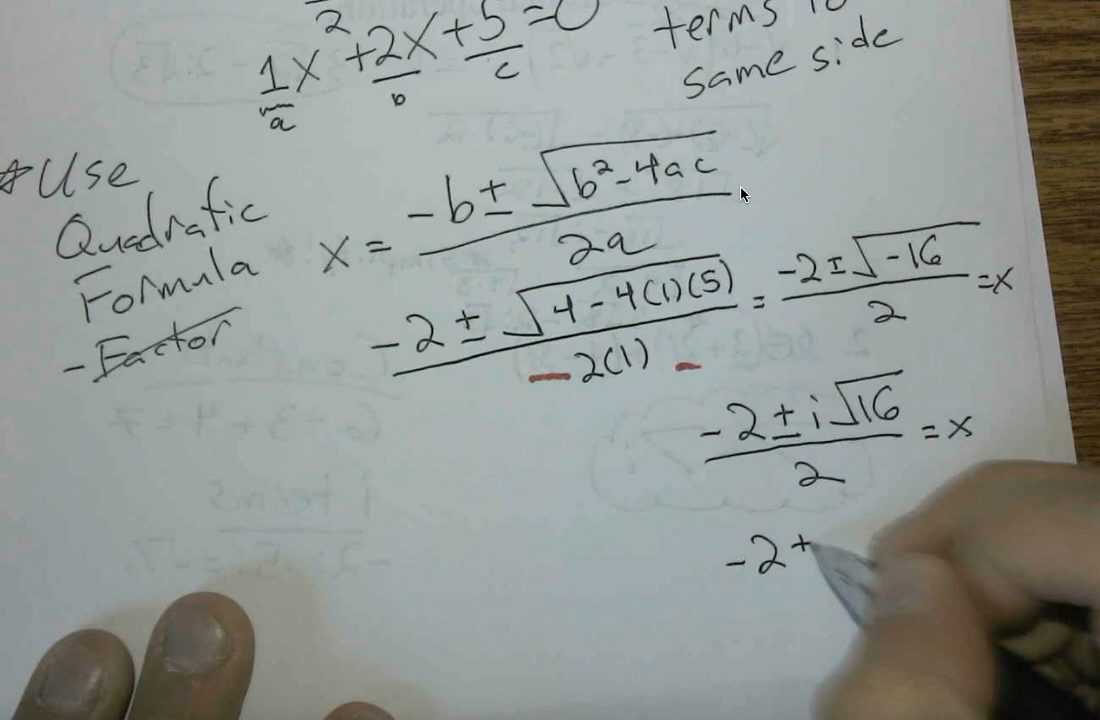 1x² + 2x + 5 = 0
a b c
terms to
same side
* Use
Quadratic
Formula
- Factor
x = (-b ± √(b² - 4ac)) / 2a
(-2 ± √(4 - 4(1)(5))) / 2(1) = (-2 ± √-16) / 2 = x
(-2 ± i√16) / 2 = x
-2 +